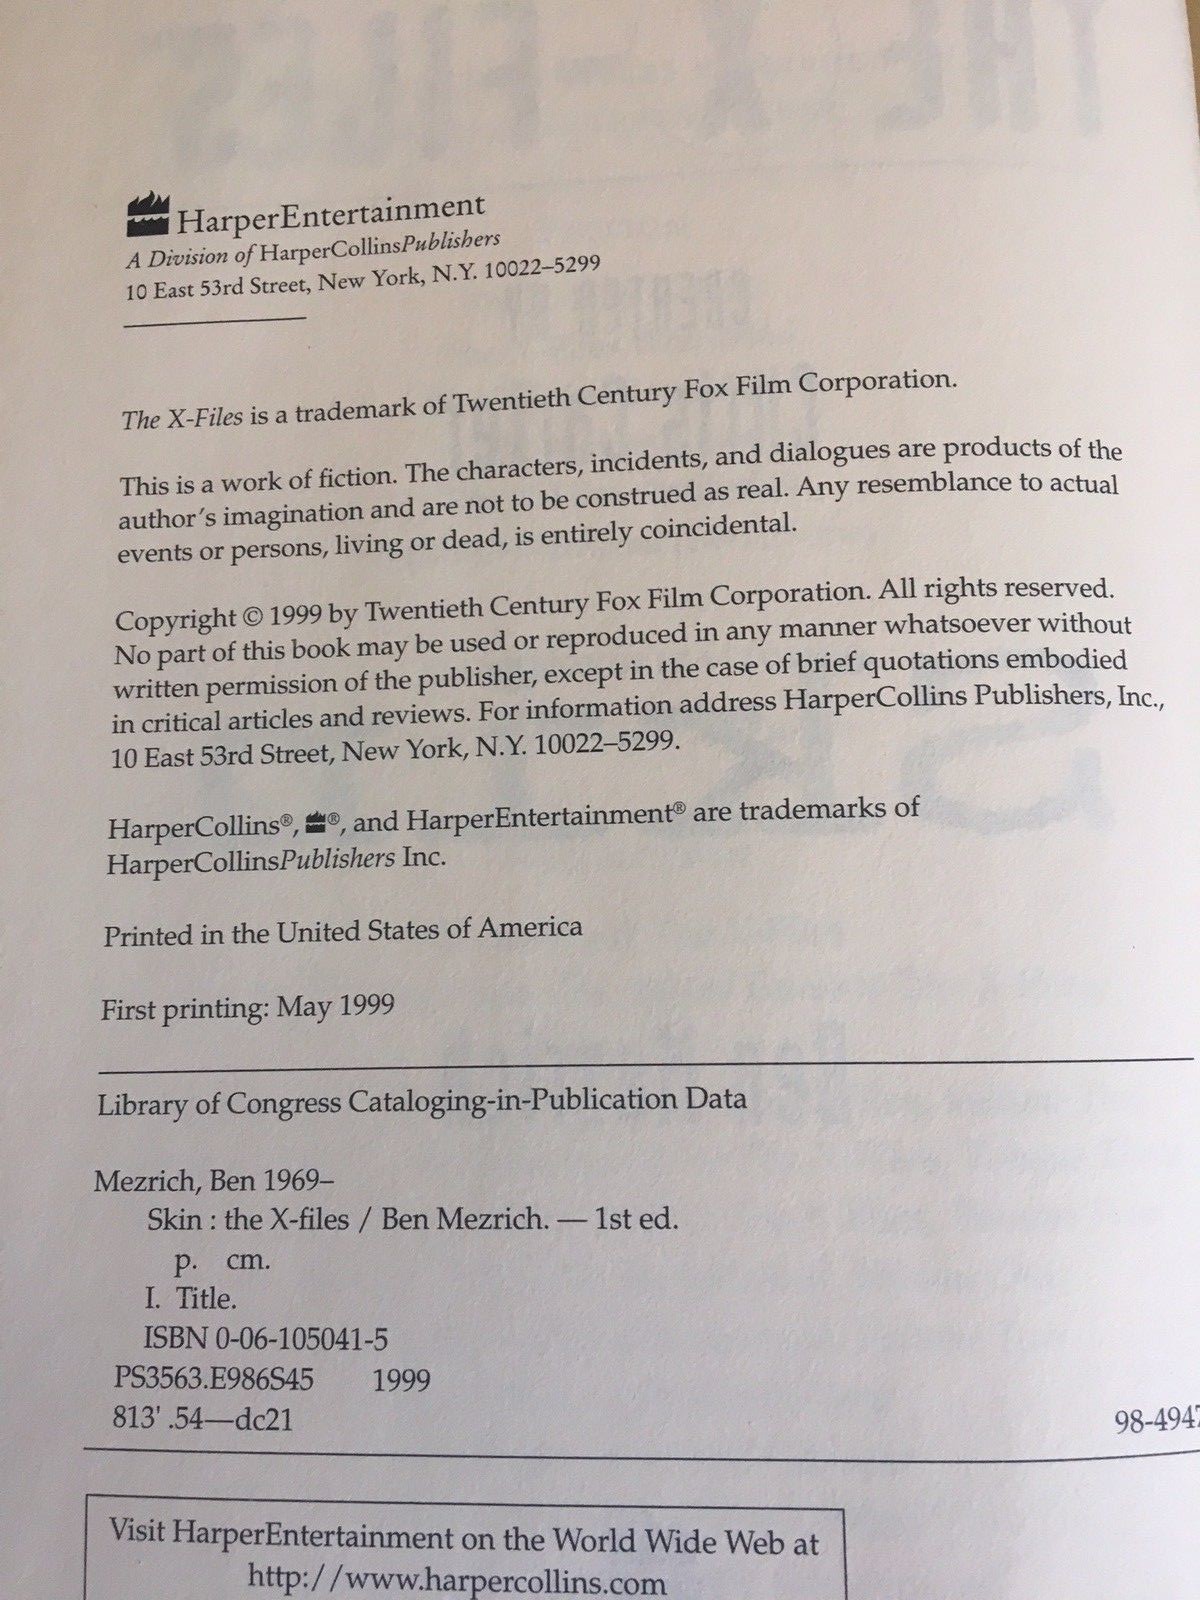 HarperEntertainment
A Division of HarperCollinsPublishers
10 East 53rd Street, New York, N.Y. 10022–5299
The X-Files is a trademark of Twentieth Century Fox Film Corporation.
This is a work of fiction. The characters, incidents, and dialogues are products of the
author's imagination and are not to be construed as real. Any resemblance to actual
events or persons, living or dead, is entirely coincidental.
Copyright © 1999 by Twentieth Century Fox Film Corporation. All rights reserved.
No part of this book may be used or reproduced in any manner whatsoever without
written permission of the publisher, except in the case of brief quotations embodied
in critical articles and reviews. For information address HarperCollins Publishers, Inc.,
10 East 53rd Street, New York, N.Y. 10022–5299.
HarperCollins®, ®, and HarperEntertainment® are trademarks of
HarperCollinsPublishers Inc.
Printed in the United States of America
First printing: May 1999
Library of Congress Cataloging-in-Publication Data
Mezrich, Ben 1969–
Skin : the X-files / Ben Mezrich. — 1st ed.
p. cm.
I. Title.
ISBN 0-06-105041-5
PS3563.E986S45 1999
813' .54—dc21
98-4947
Visit HarperEntertainment on the World Wide Web at
http://www.harpercollins.com